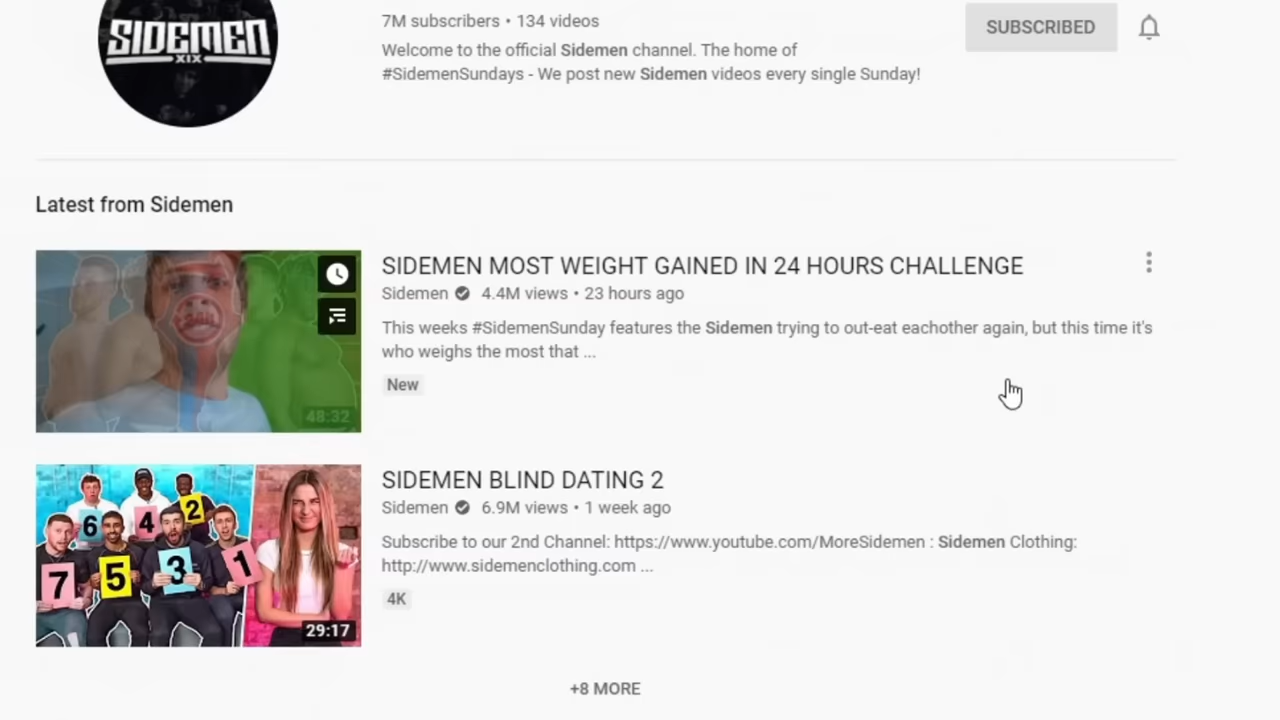 SIDEMEN
XIX
7M subscribers • 134 videos
SUBSCRIBED
Welcome to the official Sidemen channel. The home of
#SidemenSundays - We post new Sidemen videos every single Sunday!
Latest from Sidemen
SIDEMEN MOST WEIGHT GAINED IN 24 HOURS CHALLENGE
Sidemen 4.4M views • 23 hours ago
This weeks #SidemenSunday features the Sidemen trying to out-eat eachother again, but this time it's
who weighs the most that ...
New
48:32
SIDEMEN BLIND DATING 2
Sidemen 6.9M views • 1 week ago
Subscribe to our 2nd Channel: https://www.youtube.com/MoreSidemen : Sidemen Clothing:
http://www.sidemenclothing.com ...
4K
6 4 2
7 5 3 1
29:17
+8 MORE